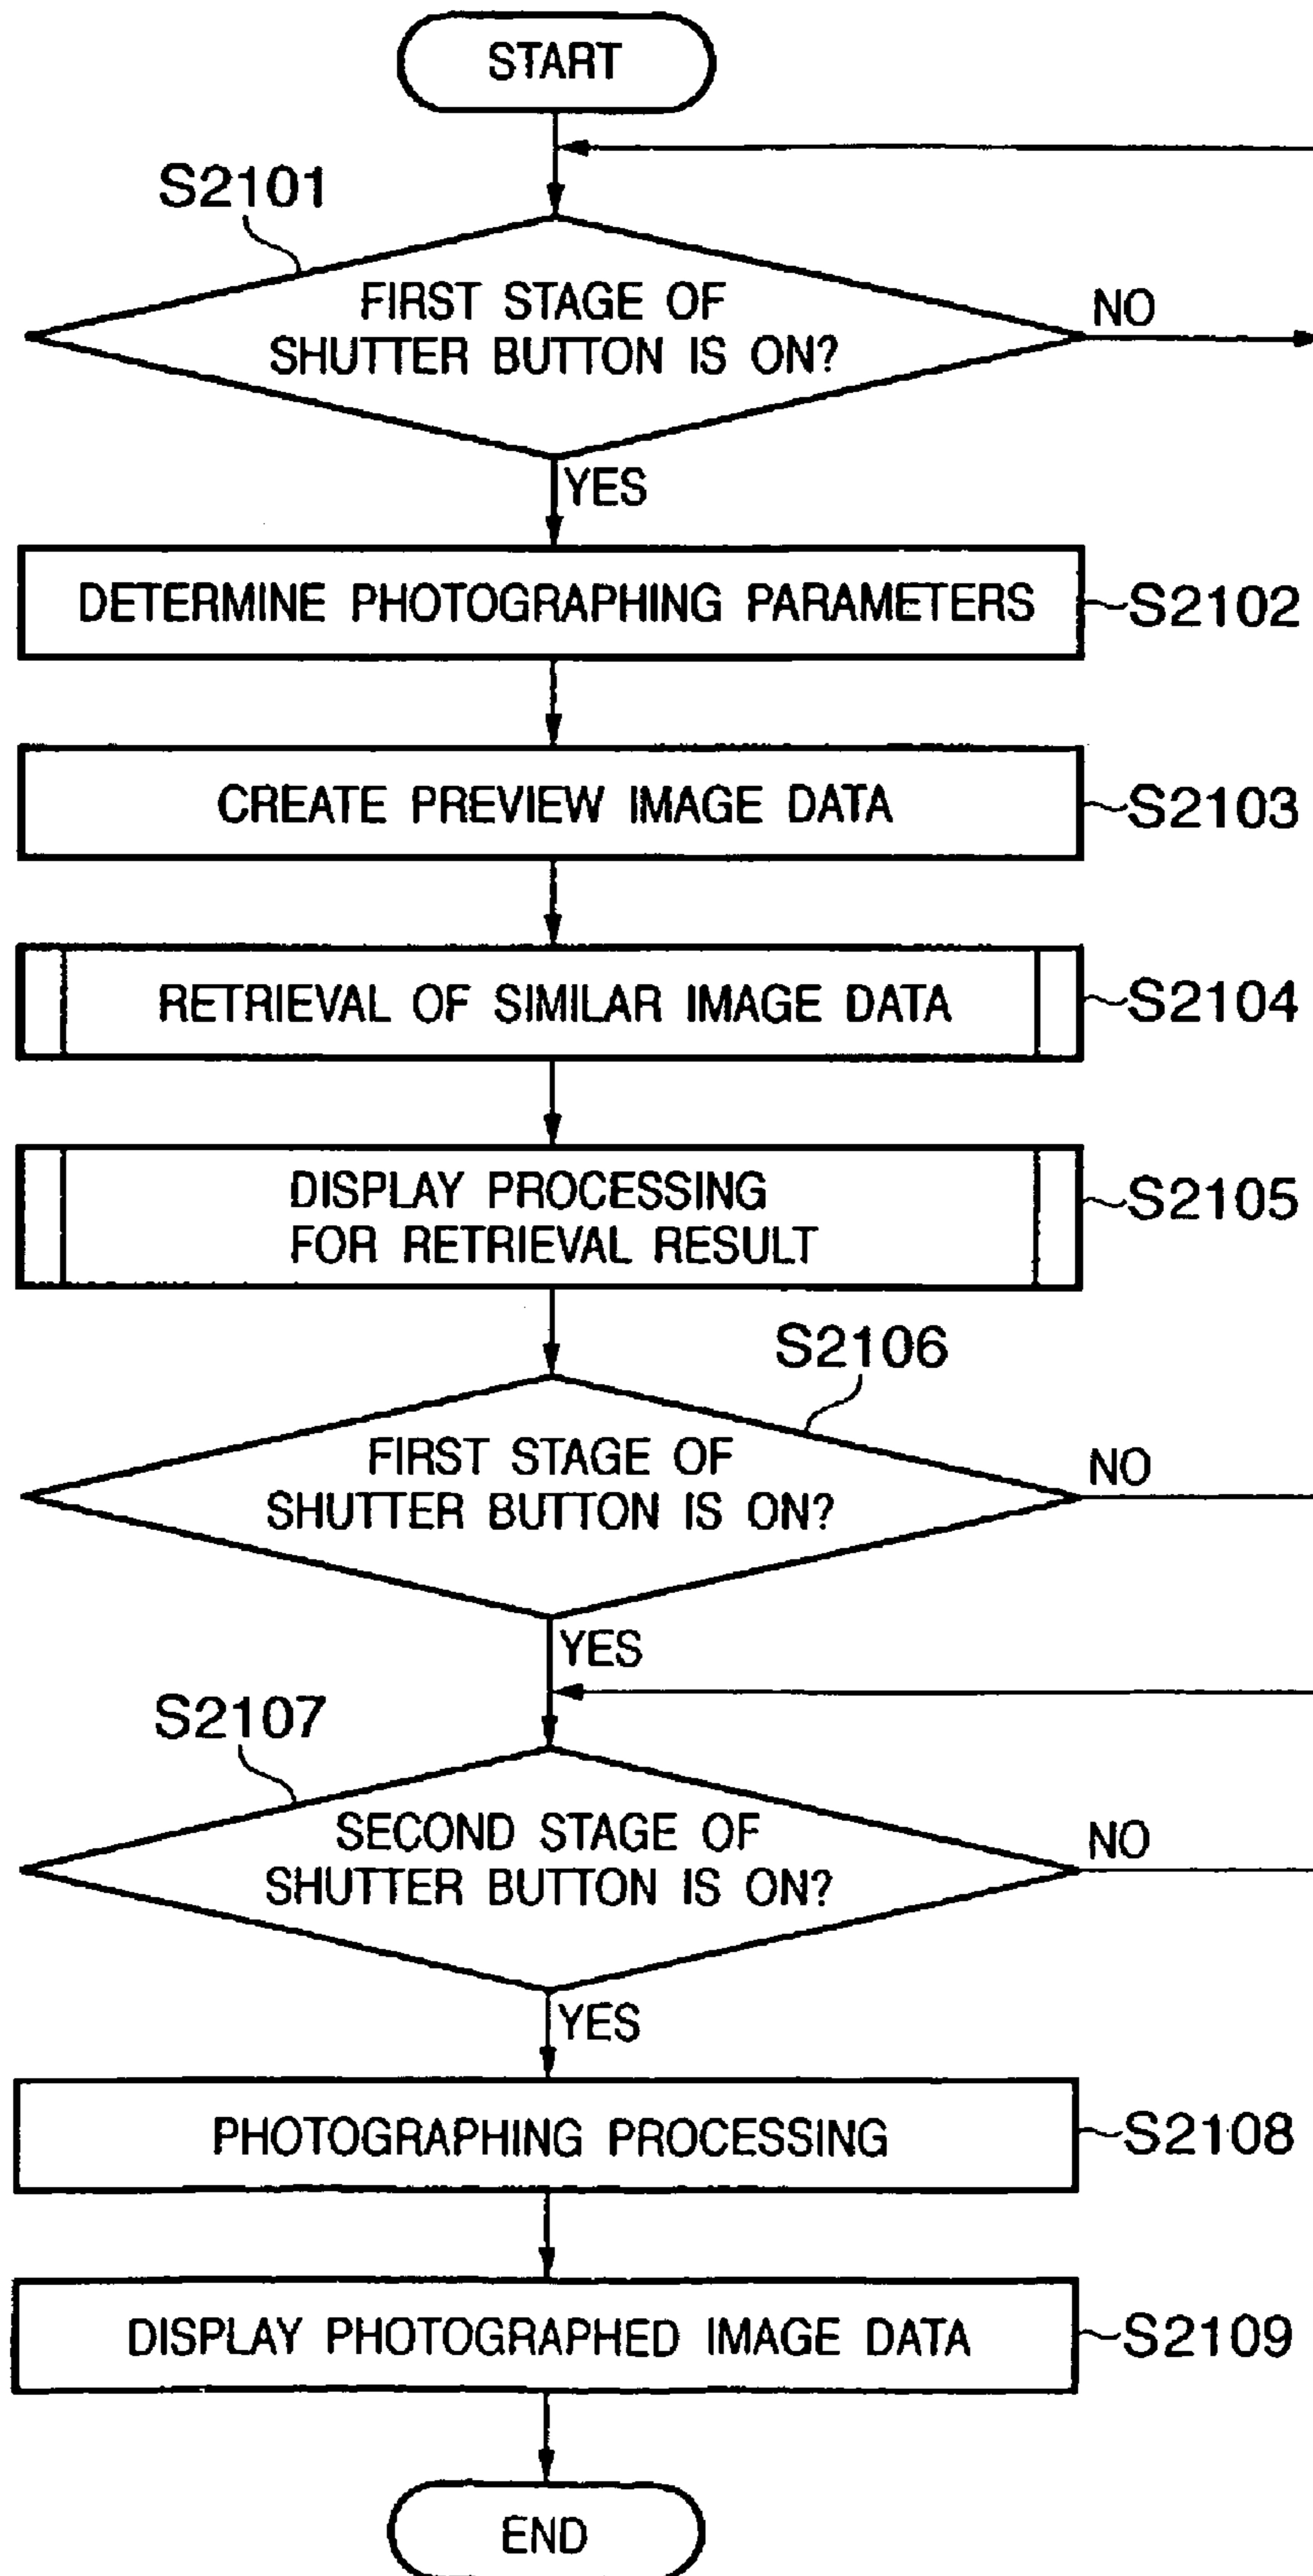 START
S2101
FIRST STAGE OF
SHUTTER BUTTON IS ON?
NO
YES
DETERMINE PHOTOGRAPHING PARAMETERS
S2102
CREATE PREVIEW IMAGE DATA
S2103
RETRIEVAL OF SIMILAR IMAGE DATA
S2104
DISPLAY PROCESSING
FOR RETRIEVAL RESULT
S2105
S2106
FIRST STAGE OF
SHUTTER BUTTON IS ON?
NO
YES
S2107
SECOND STAGE OF
SHUTTER BUTTON IS ON?
NO
YES
PHOTOGRAPHING PROCESSING
S2108
DISPLAY PHOTOGRAPHED IMAGE DATA
S2109
END